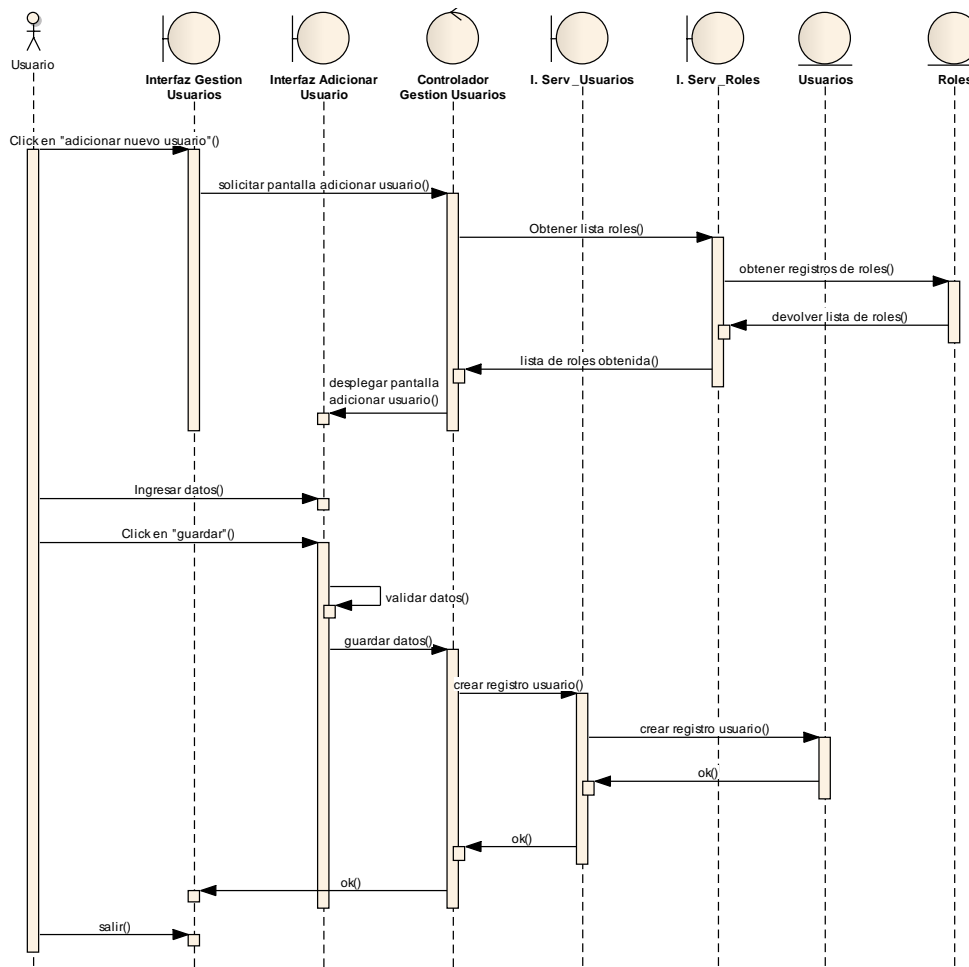 Usuario
Interfaz Gestion
Usuarios
Interfaz Adicionar
Usuario
Controlador
Gestion Usuarios
I. Serv_Usuarios
I. Serv_Roles
Usuarios
Roles
Click en "adicionar nuevo usuario"()
solicitar pantalla adicionar usuario()
Obtener lista roles()
obtener registros de roles()
devolver lista de roles()
lista de roles obtenida()
desplegar pantalla
adicionar usuario()
Ingresar datos()
Click en "guardar"()
validar datos()
guardar datos()
crear registro usuario()
crear registro usuario()
ok()
ok()
ok()
salir()